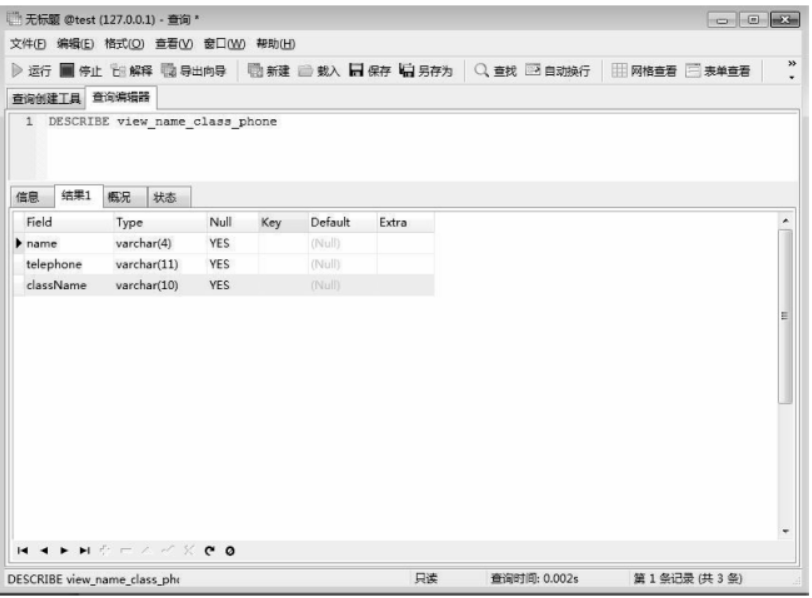 无标题 @test (127.0.0.1) - 查询 *
文件(F) 编辑(E) 格式(O) 查看(V) 窗口(W) 帮助(H)
运行 停止 解释 导出向导 新建 载入 保存 另存为 查找 自动换行 网格查看 表单查看 »
查询创建工具 查询编辑器
1 DESCRIBE view_name_class_phone
信息 结果1 概况 状态
Field Type Null Key Default Extra
name varchar(4) YES (Null)
telephone varchar(11) YES (Null)
className varchar(10) YES (Null)
DESCRIBE view_name_class_pho 只读 查询时间: 0.002s 第 1 条记录 (共 3 条)